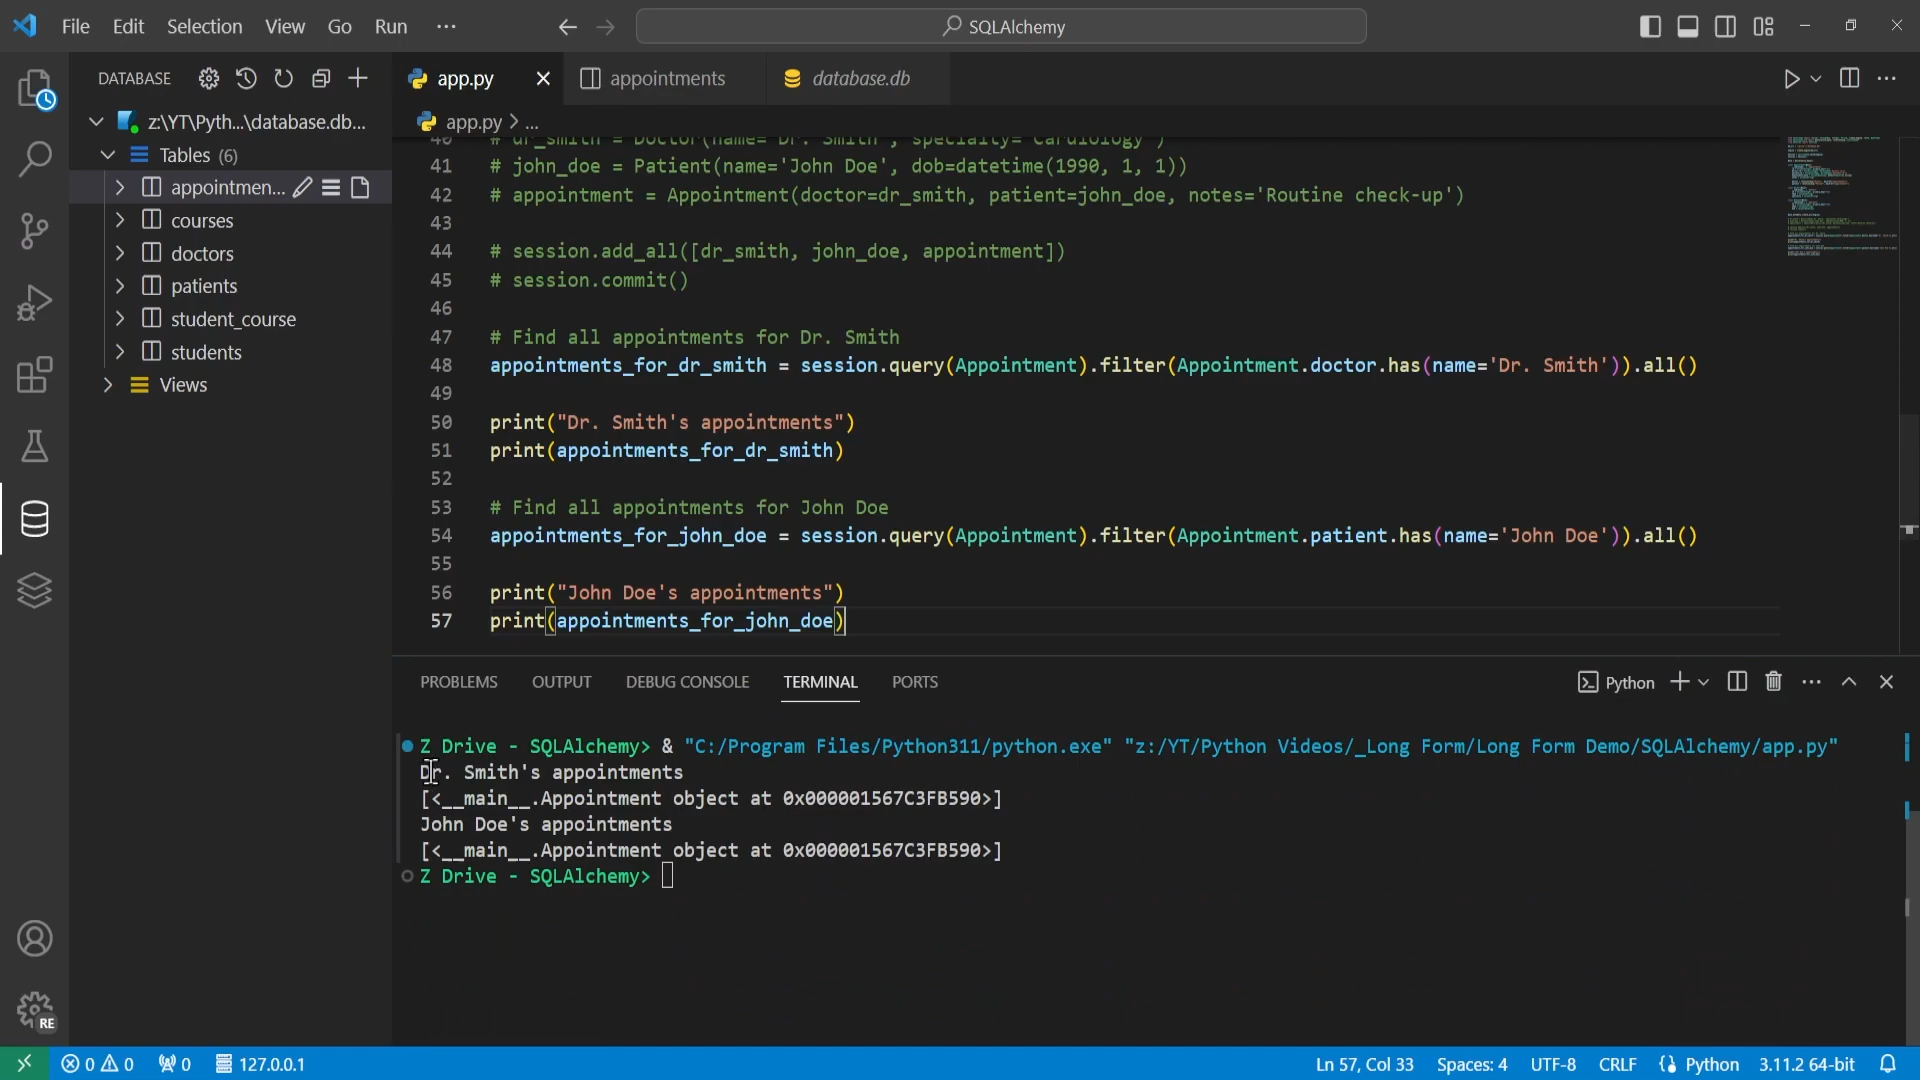 File Edit Selection View Go Run ···
SQLAlchemy
DATABASE
z:\YT\Pyth...\database.db...
Tables (6)
appointmen...
courses
doctors
patients
student_course
students
Views
app.py
appointments
database.db
app.py > ...
40 # dr_smith = Doctor(name='Dr. Smith', specialty='Cardiology')
41 # john_doe = Patient(name='John Doe', dob=datetime(1990, 1, 1))
42 # appointment = Appointment(doctor=dr_smith, patient=john_doe, notes='Routine check-up')
43
44 # session.add_all([dr_smith, john_doe, appointment])
45 # session.commit()
46
47 # Find all appointments for Dr. Smith
48 appointments_for_dr_smith = session.query(Appointment).filter(Appointment.doctor.has(name='Dr. Smith')).all()
49
50 print("Dr. Smith's appointments")
51 print(appointments_for_dr_smith)
52
53 # Find all appointments for John Doe
54 appointments_for_john_doe = session.query(Appointment).filter(Appointment.patient.has(name='John Doe')).all()
55
56 print("John Doe's appointments")
57 print(appointments_for_john_doe)
PROBLEMS OUTPUT DEBUG CONSOLE TERMINAL PORTS
Python
Z Drive - SQLAlchemy> & "C:/Program Files/Python311/python.exe" "z:/YT/Python Videos/_Long Form/Long Form Demo/SQLAlchemy/app.py"
Dr. Smith's appointments
[<__main__.Appointment object at 0x000001567C3FB590>]
John Doe's appointments
[<__main__.Appointment object at 0x000001567C3FB590>]
Z Drive - SQLAlchemy>
RE
0 0 0 127.0.0.1
Ln 57, Col 33 Spaces: 4 UTF-8 CRLF Python 3.11.2 64-bit